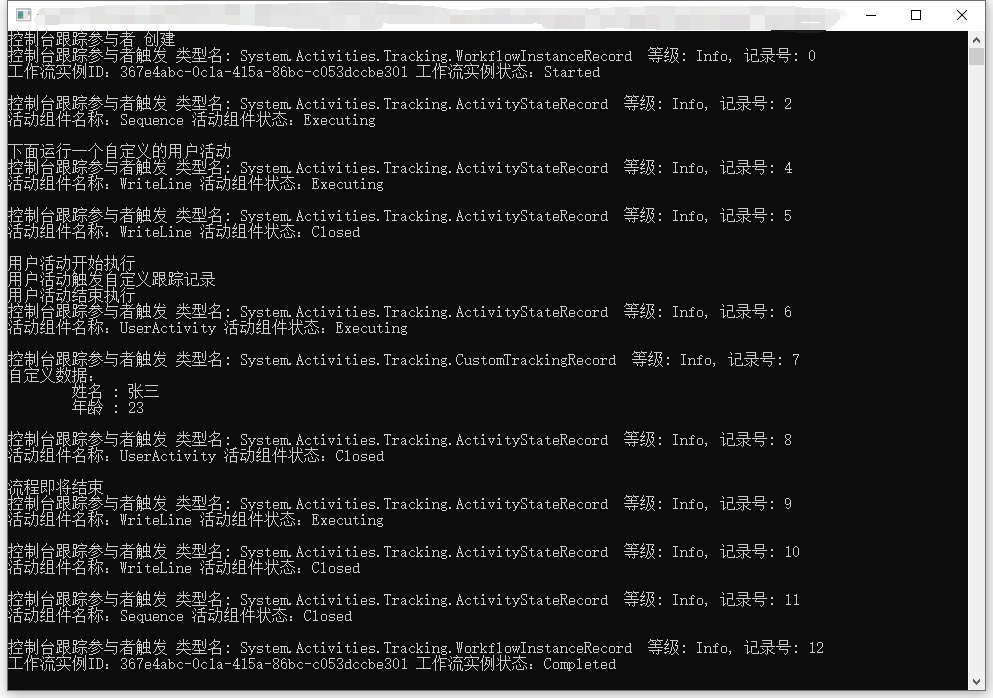 控制台跟踪参与者 创建
控制台跟踪参与者触发 类型名: System.Activities.Tracking.WorkflowInstanceRecord  等级: Info, 记录号: 0
工作流实例ID: 367e4abc-0c1a-415a-86bc-c053dccbe301 工作流实例状态: Started
控制台跟踪参与者触发 类型名: System.Activities.Tracking.ActivityStateRecord  等级: Info, 记录号: 2
活动组件名称: Sequence 活动组件状态: Executing
下面运行一个自定义的用户活动
控制台跟踪参与者触发 类型名: System.Activities.Tracking.ActivityStateRecord  等级: Info, 记录号: 4
活动组件名称: WriteLine 活动组件状态: Executing
控制台跟踪参与者触发 类型名: System.Activities.Tracking.ActivityStateRecord  等级: Info, 记录号: 5
活动组件名称: WriteLine 活动组件状态: Closed
用户活动开始执行
用户活动触发自定义跟踪记录
用户活动结束执行
控制台跟踪参与者触发 类型名: System.Activities.Tracking.ActivityStateRecord  等级: Info, 记录号: 6
活动组件名称: UserActivity 活动组件状态: Executing
控制台跟踪参与者触发 类型名: System.Activities.Tracking.CustomTrackingRecord  等级: Info, 记录号: 7
自定义数据:
姓名 : 张三
年龄 : 23
控制台跟踪参与者触发 类型名: System.Activities.Tracking.ActivityStateRecord  等级: Info, 记录号: 8
活动组件名称: UserActivity 活动组件状态: Closed
流程即将结束
控制台跟踪参与者触发 类型名: System.Activities.Tracking.ActivityStateRecord  等级: Info, 记录号: 9
活动组件名称: WriteLine 活动组件状态: Executing
控制台跟踪参与者触发 类型名: System.Activities.Tracking.ActivityStateRecord  等级: Info, 记录号: 10
活动组件名称: WriteLine 活动组件状态: Closed
控制台跟踪参与者触发 类型名: System.Activities.Tracking.ActivityStateRecord  等级: Info, 记录号: 11
活动组件名称: Sequence 活动组件状态: Closed
控制台跟踪参与者触发 类型名: System.Activities.Tracking.WorkflowInstanceRecord  等级: Info, 记录号: 12
工作流实例ID: 367e4abc-0c1a-415a-86bc-c053dccbe301 工作流实例状态: Completed